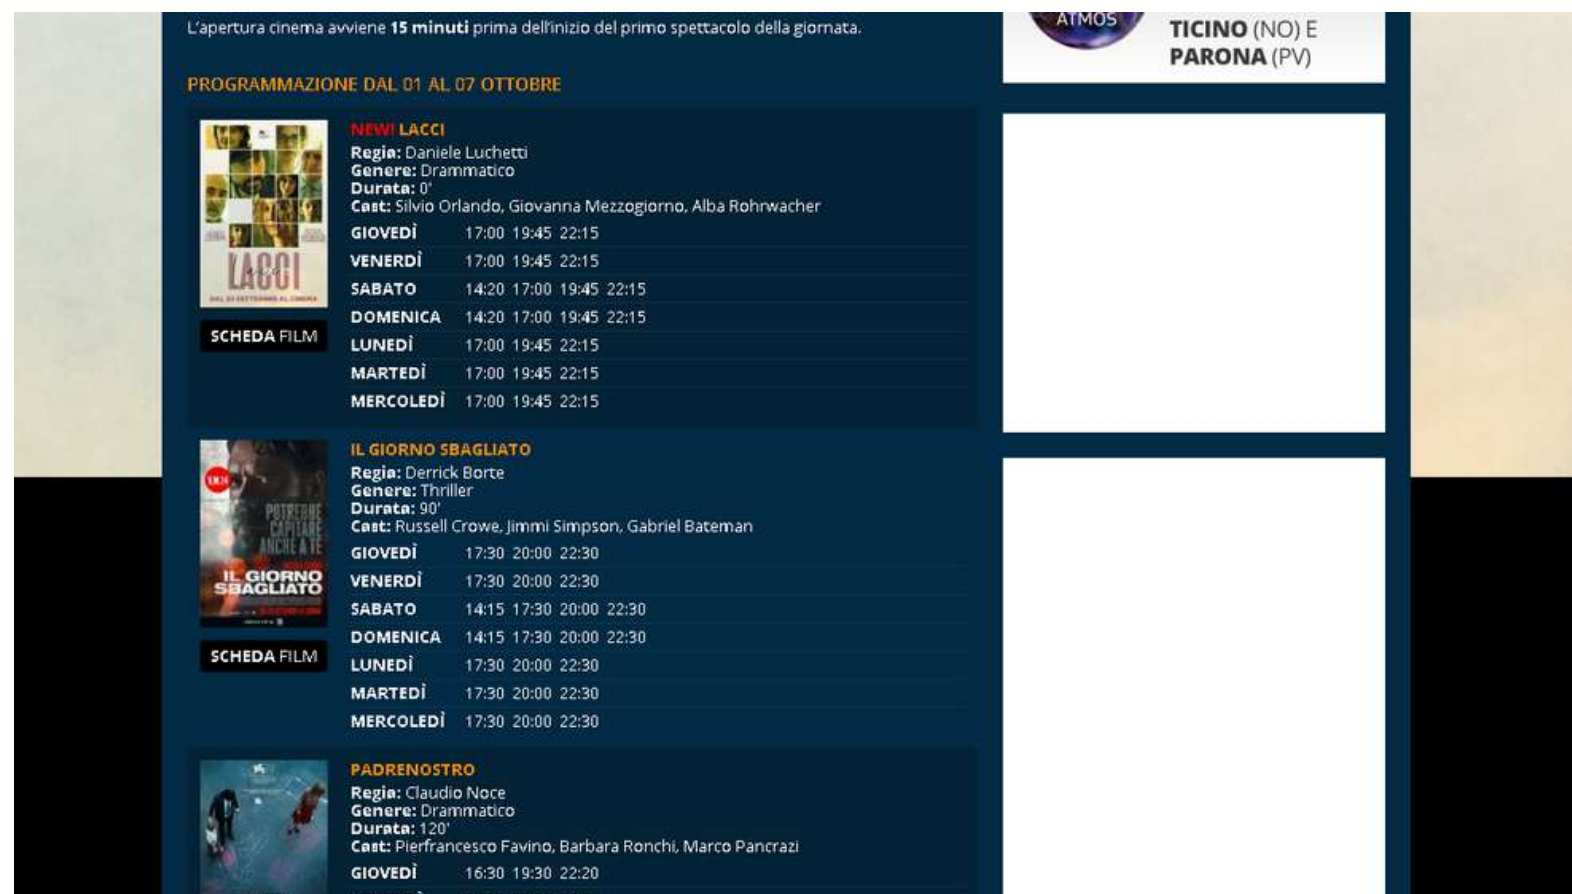 L'apertura cinema avviene 15 minuti prima dell'inizio del primo spettacolo della giornata.
PROGRAMMAZIONE DAL 01 AL 07 OTTOBRE
NEW! LACCI
Regia: Daniele Luchetti
Genere: Drammatico
Durata: 0'
Cast: Silvio Orlando, Giovanna Mezzogiorno, Alba Rohrwacher
GIOVEDÌ 17:00 19:45 22:15
VENERDÌ 17:00 19:45 22:15
SABATO 14:20 17:00 19:45 22:15
DOMENICA 14:20 17:00 19:45 22:15
LUNEDÌ 17:00 19:45 22:15
MARTEDÌ 17:00 19:45 22:15
MERCOLEDÌ 17:00 19:45 22:15
LACCI
SCHEDA FILM
IL GIORNO SBAGLIATO
Regia: Derrick Borte
Genere: Thriller
Durata: 90'
Cast: Russell Crowe, Jimmi Simpson, Gabriel Bateman
GIOVEDÌ 17:30 20:00 22:30
VENERDÌ 17:30 20:00 22:30
SABATO 14:15 17:30 20:00 22:30
DOMENICA 14:15 17:30 20:00 22:30
LUNEDÌ 17:30 20:00 22:30
MARTEDÌ 17:30 20:00 22:30
MERCOLEDÌ 17:30 20:00 22:30
POTREBBE
CAPITARE
ANCHE A TE
IL GIORNO
SBAGLIATO
SCHEDA FILM
PADRENOSTRO
Regia: Claudio Noce
Genere: Drammatico
Durata: 120'
Cast: Pierfrancesco Favino, Barbara Ronchi, Marco Pancrazi
GIOVEDÌ 16:30 19:30 22:20
ATMOS
TICINO (NO) E
PARONA (PV)